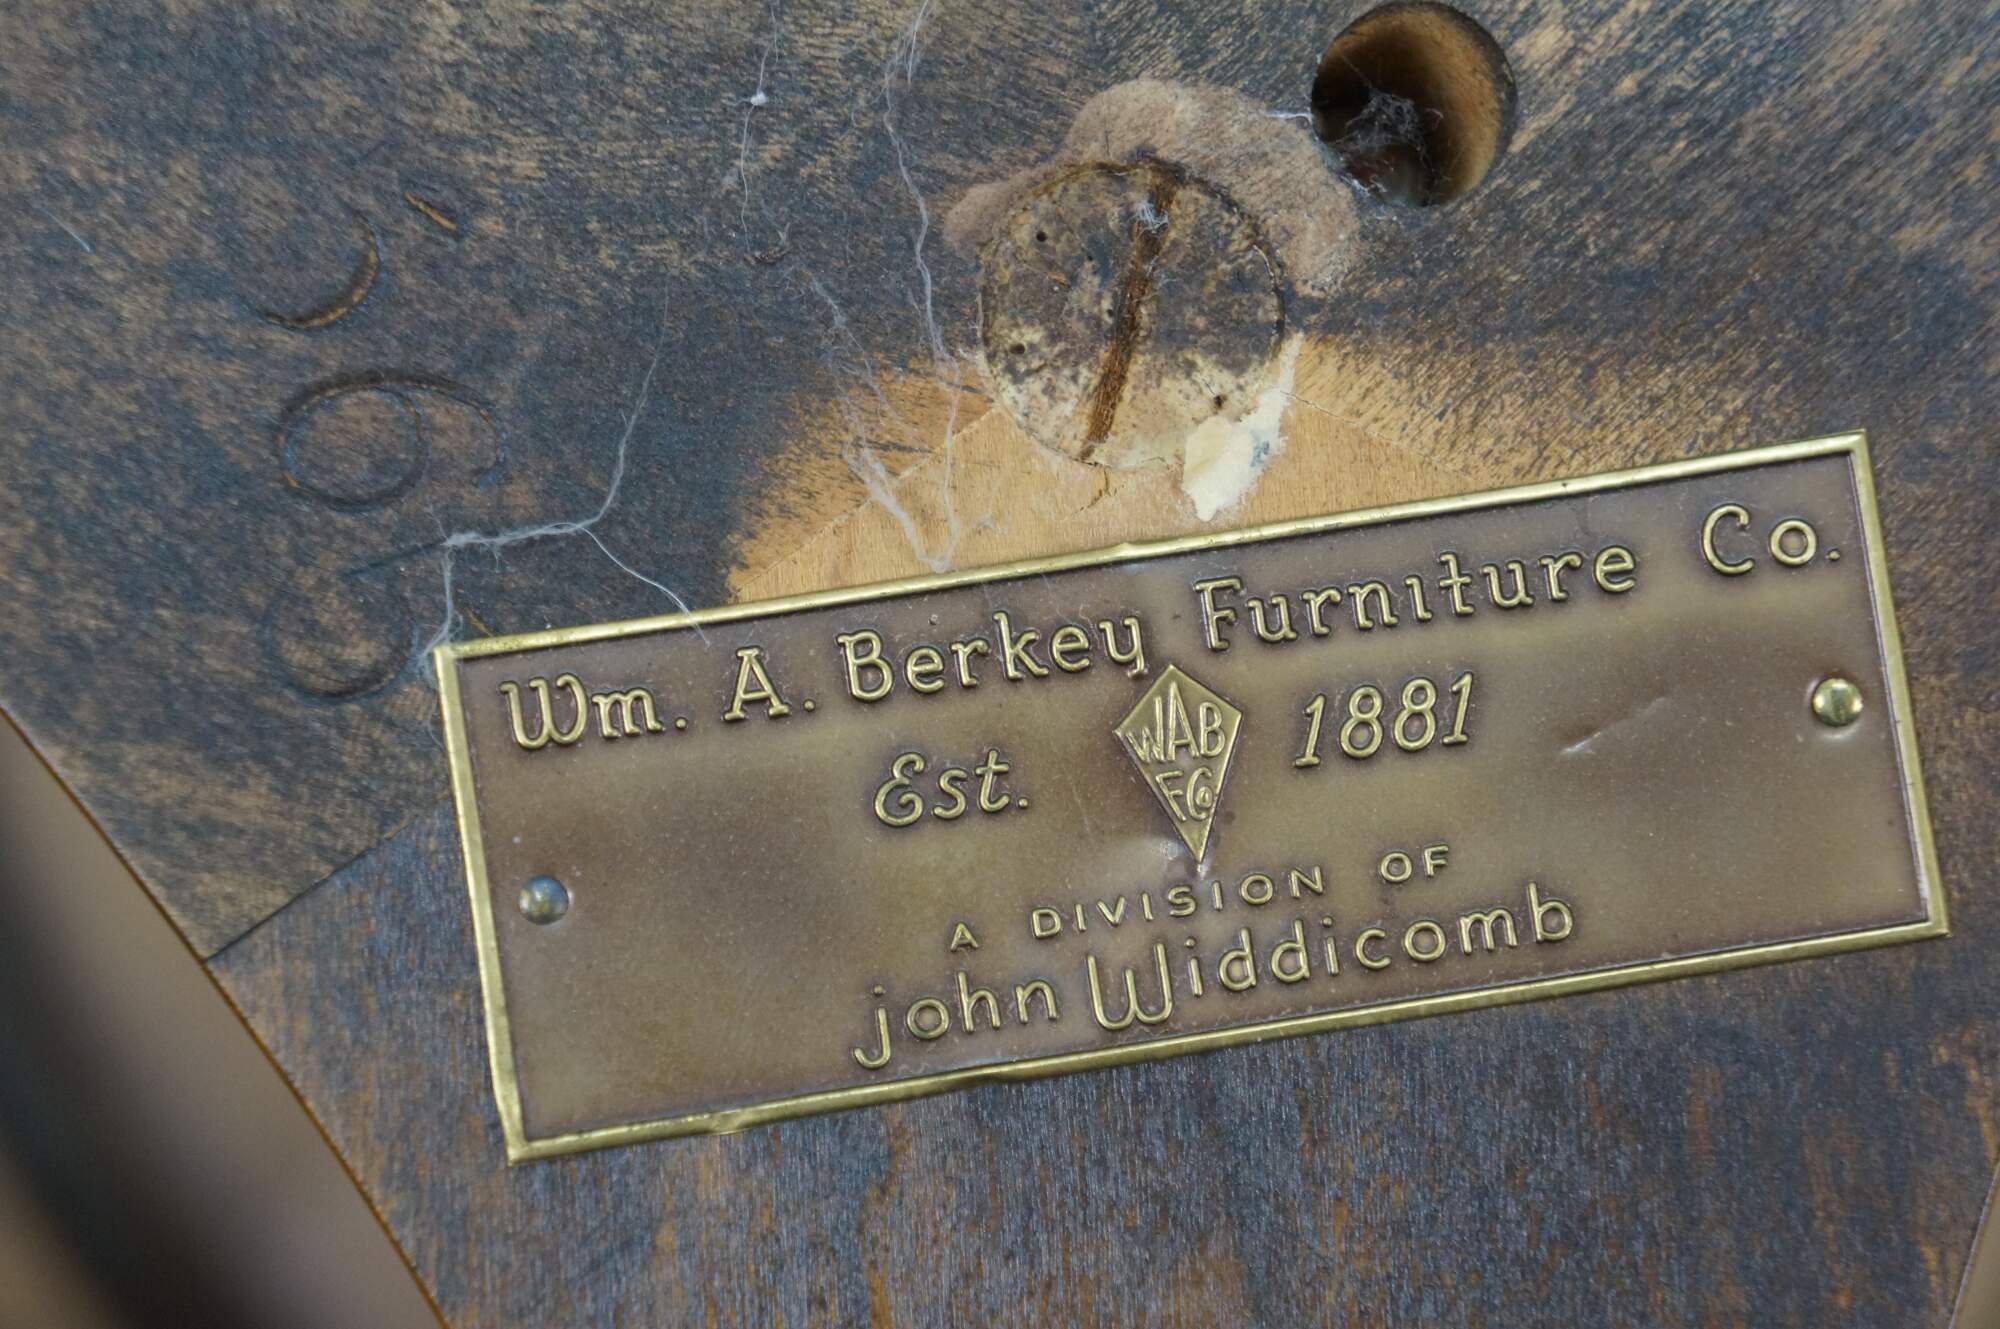 Wm. A. Berkey Furniture Co.
Est. WAB FCo 1881
A DIVISION OF
john Widdicomb